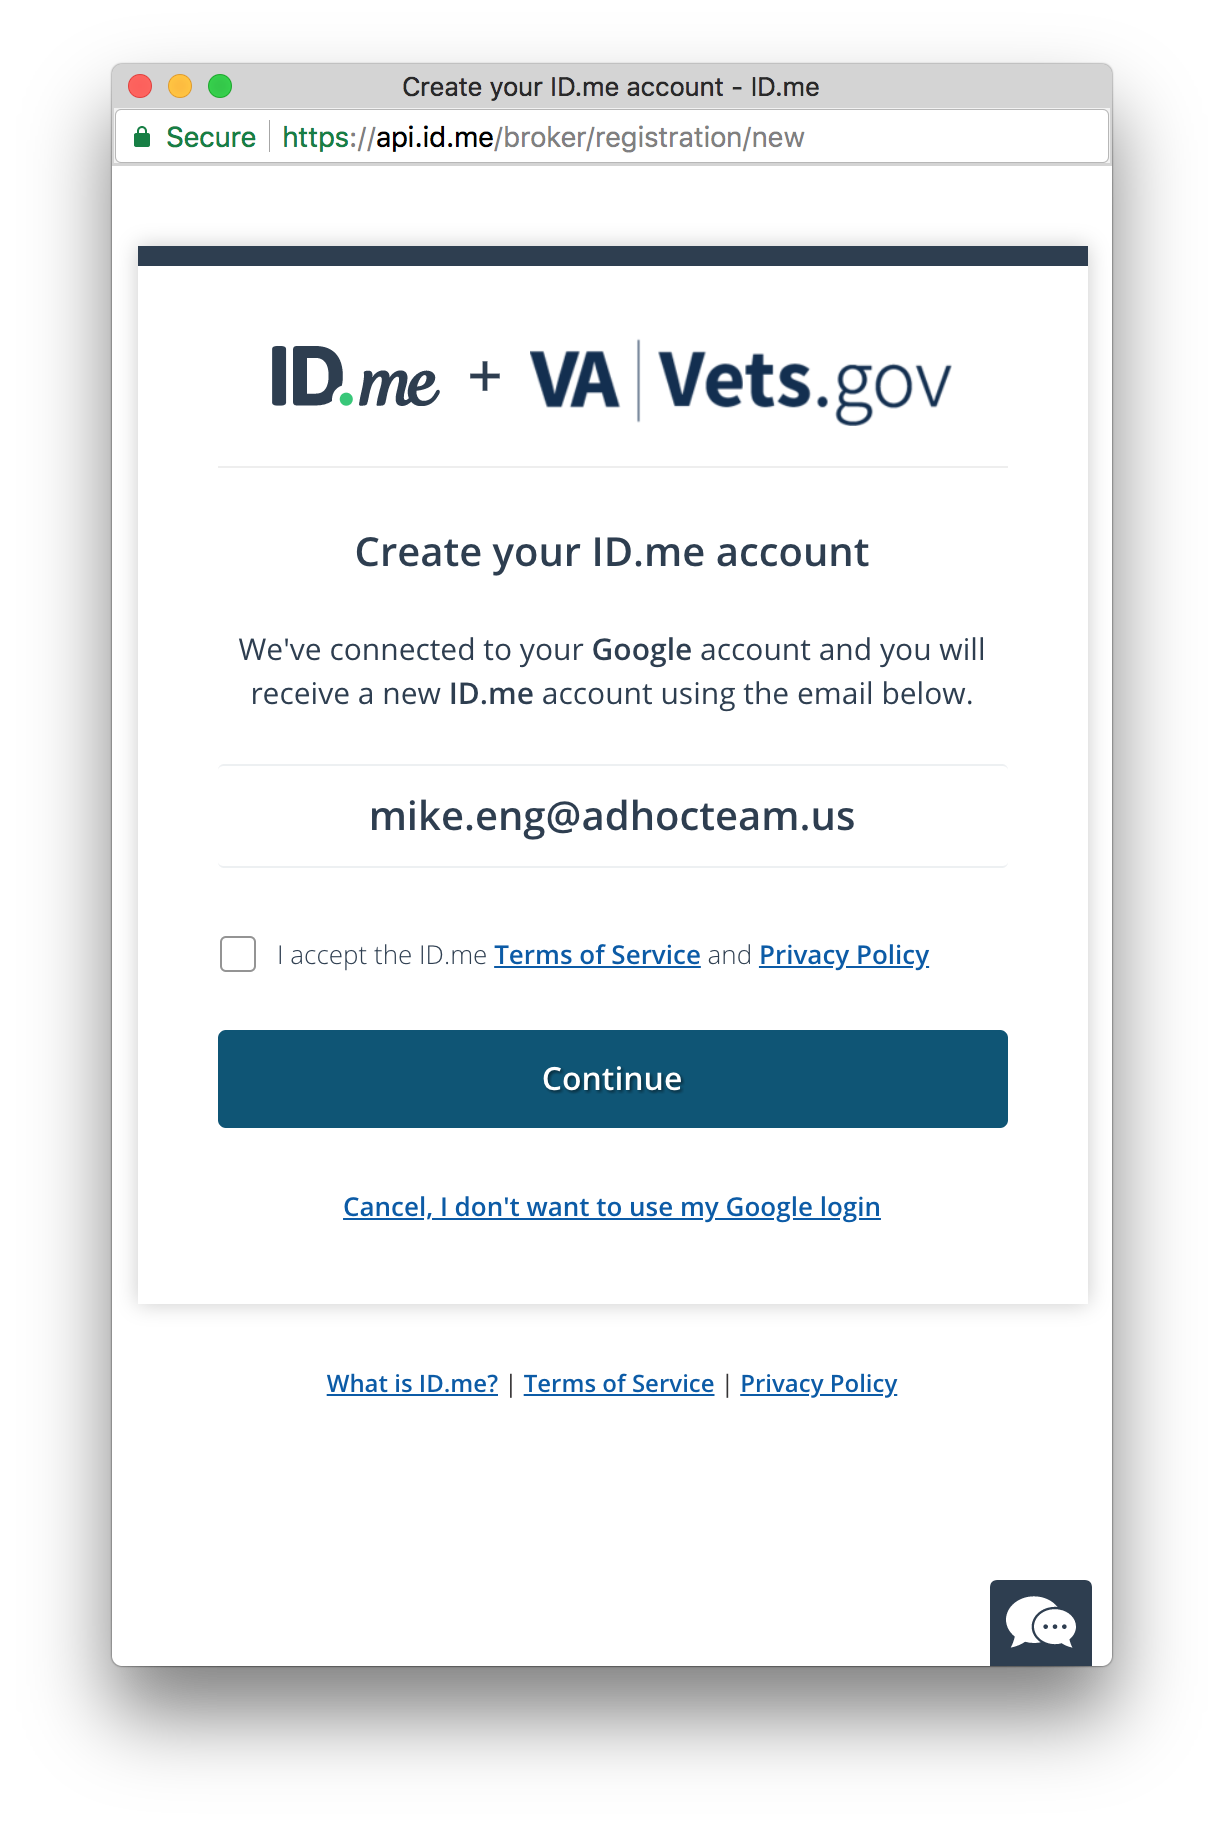 Create your ID.me account - ID.me
Secure https://api.id.me/broker/registration/new
ID.me + VA Vets.gov
Create your ID.me account
We've connected to your Google account and you will
receive a new ID.me account using the email below.
mike.eng@adhocteam.us
I accept the ID.me Terms of Service and Privacy Policy
Continue
Cancel, I don't want to use my Google login
What is ID.me? | Terms of Service | Privacy Policy